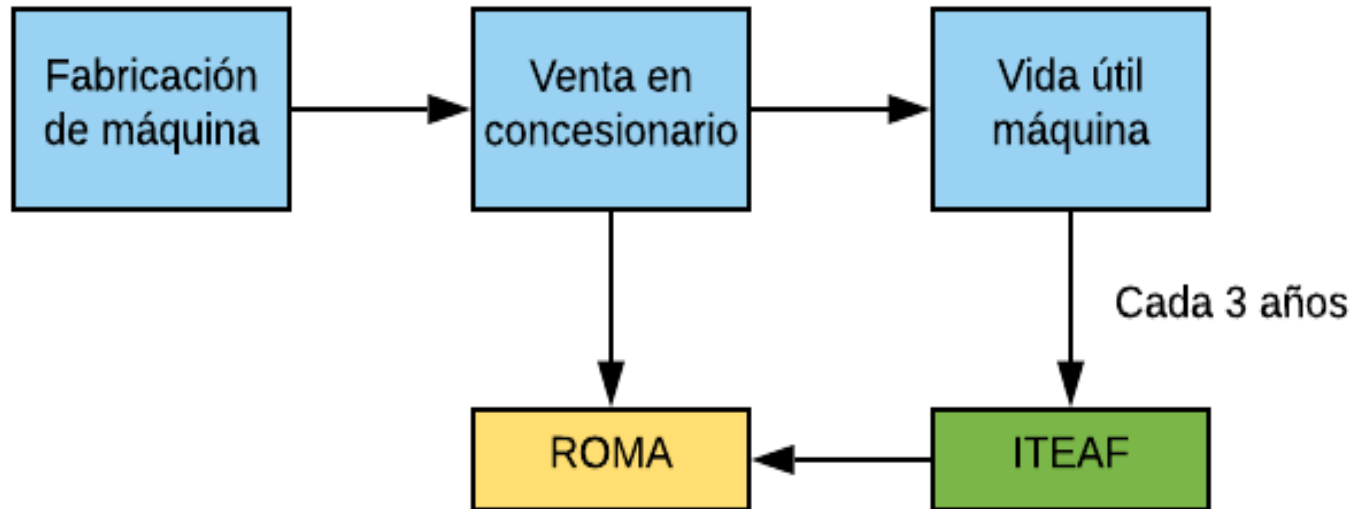 Fabricación
de máquina
Venta en
concesionario
Vida útil
máquina
Cada 3 años
ROMA
ITEAF